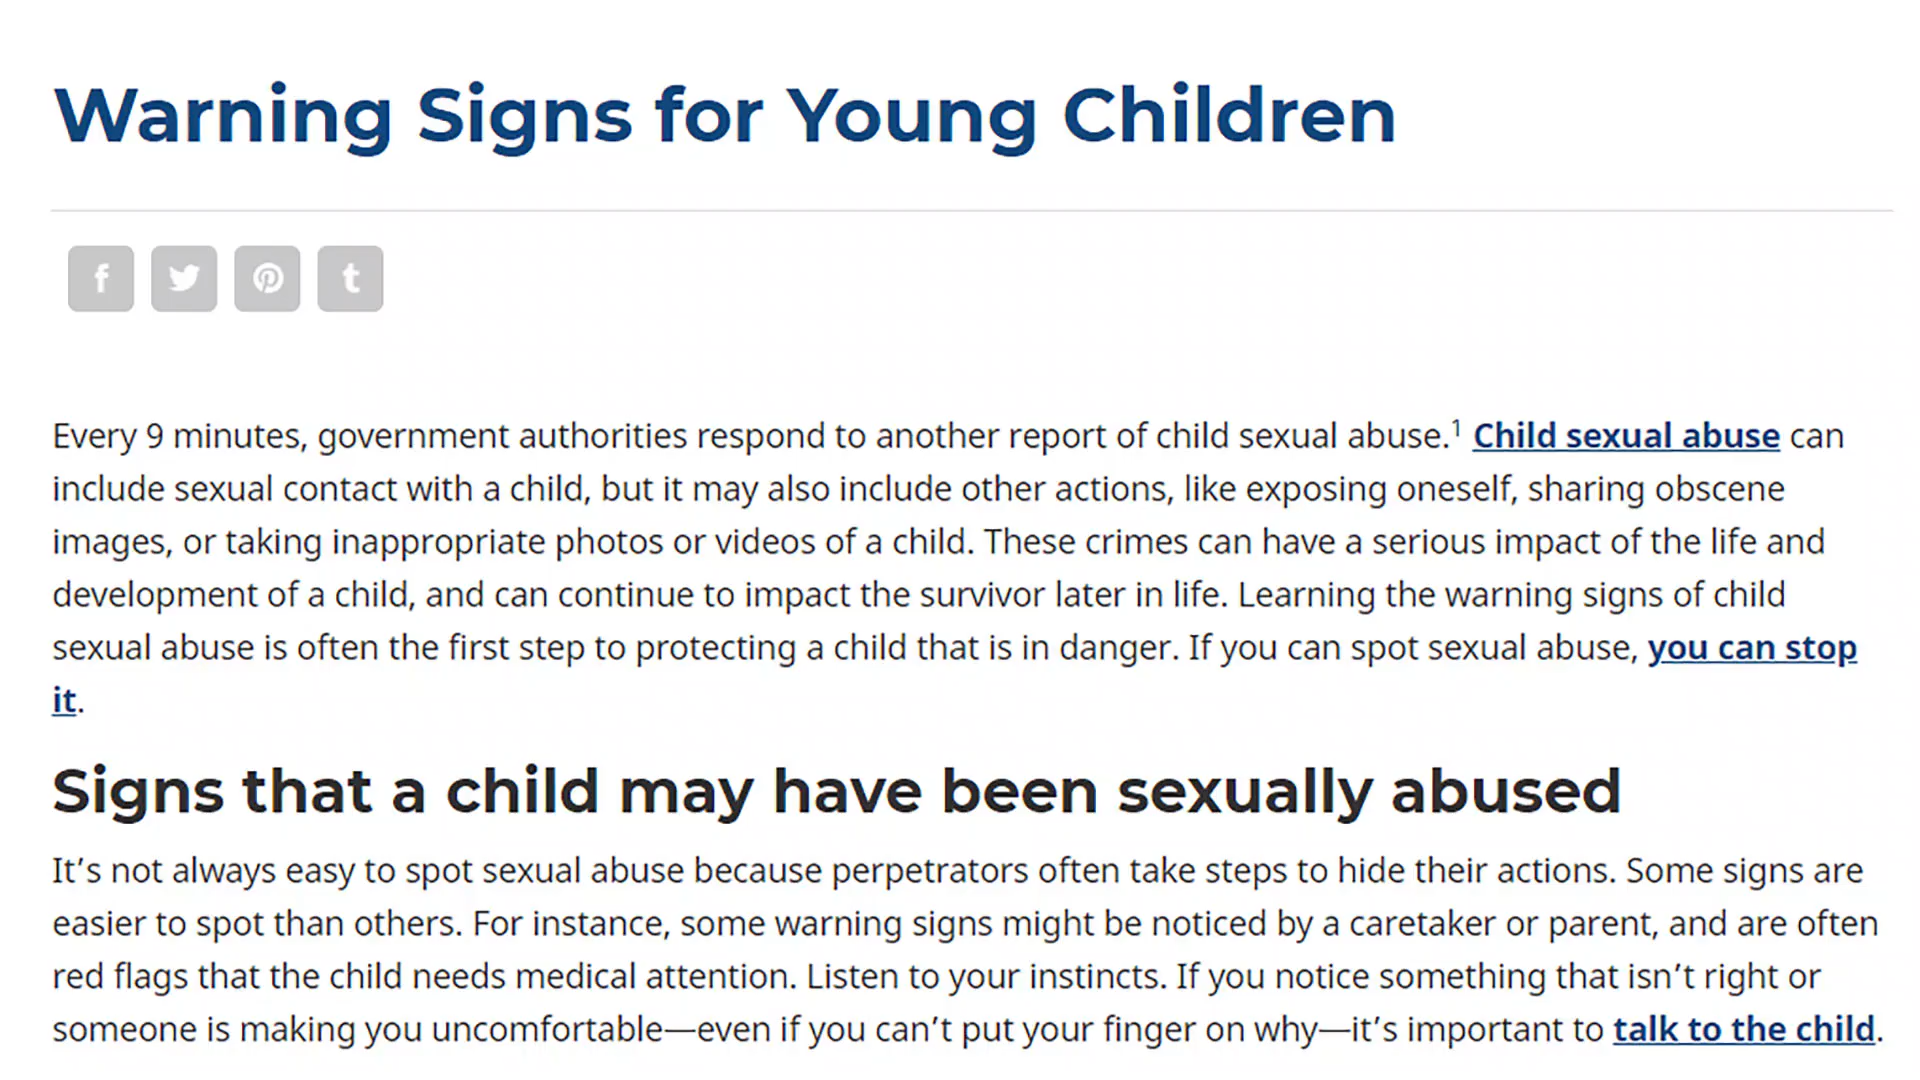 Warning Signs for Young Children
f t
Every 9 minutes, government authorities respond to another report of child sexual abuse.¹ Child sexual abuse can
include sexual contact with a child, but it may also include other actions, like exposing oneself, sharing obscene
images, or taking inappropriate photos or videos of a child. These crimes can have a serious impact of the life and
development of a child, and can continue to impact the survivor later in life. Learning the warning signs of child
sexual abuse is often the first step to protecting a child that is in danger. If you can spot sexual abuse, you can stop
it.
Signs that a child may have been sexually abused
It’s not always easy to spot sexual abuse because perpetrators often take steps to hide their actions. Some signs are
easier to spot than others. For instance, some warning signs might be noticed by a caretaker or parent, and are often
red flags that the child needs medical attention. Listen to your instincts. If you notice something that isn’t right or
someone is making you uncomfortable—even if you can’t put your finger on why—it’s important to talk to the child.